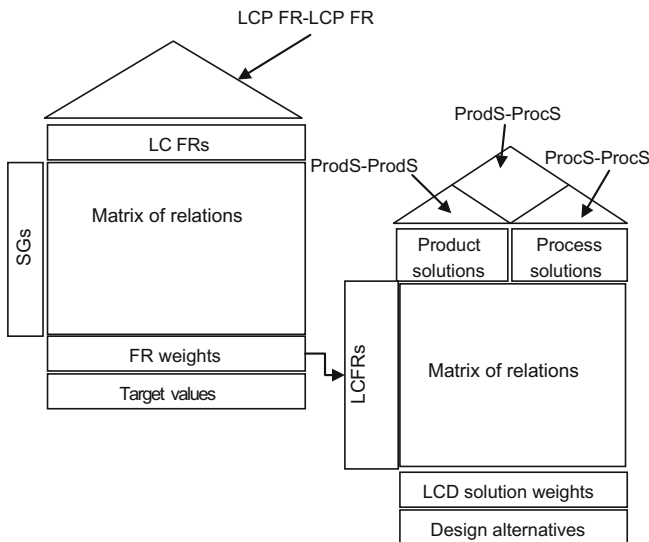 LCP FR-LCP FR
LC FRs
SGs
Matrix of relations
FR weights
Target values
ProdS-ProcS
ProdS-ProdS
ProcS-ProcS
Product
solutions
Process
solutions
LCFRs
Matrix of relations
LCD solution weights
Design alternatives